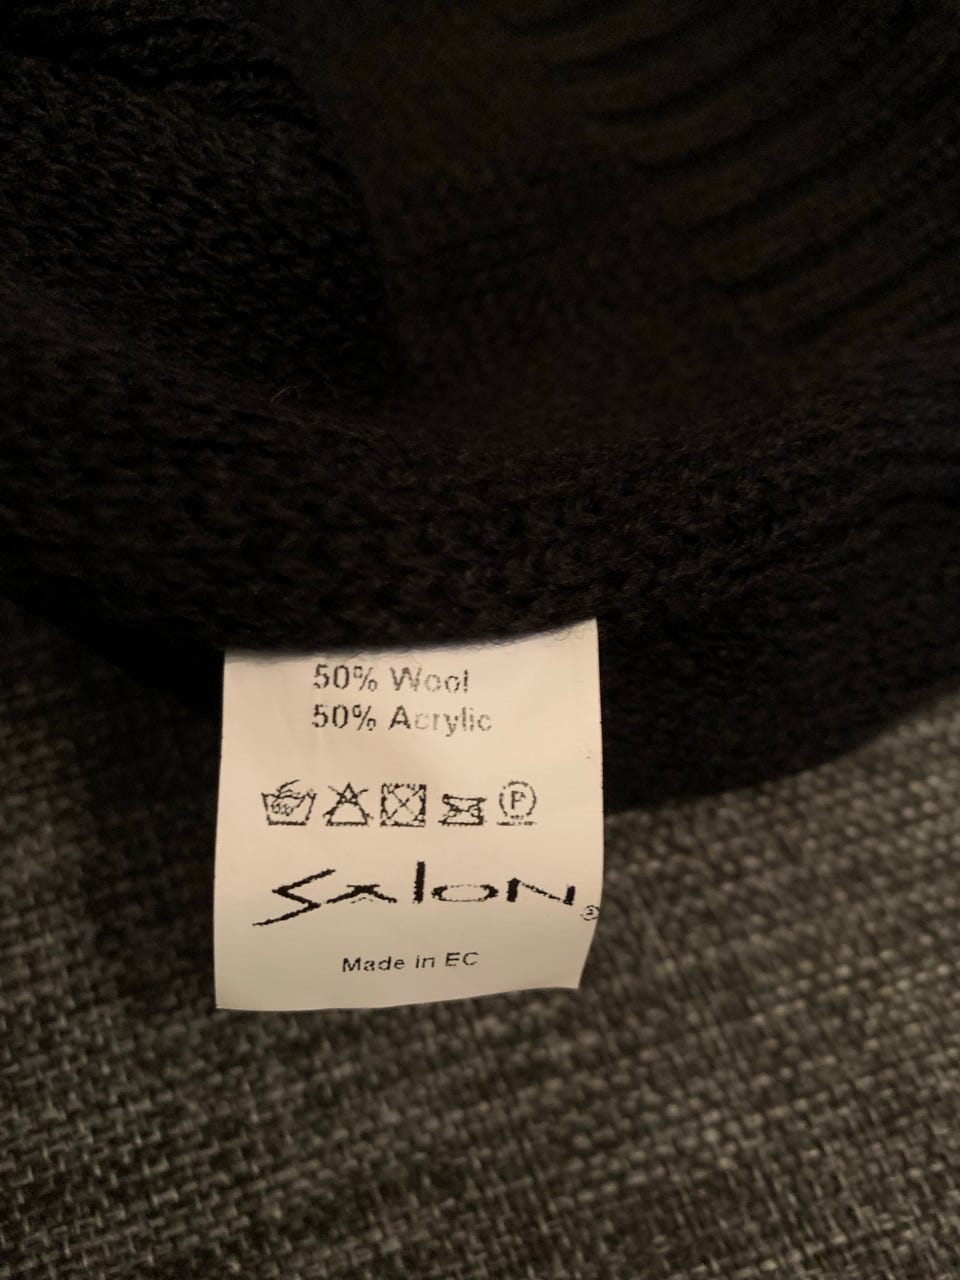 50% Wool
50% Acrylic
P
Salon®
Made in EC